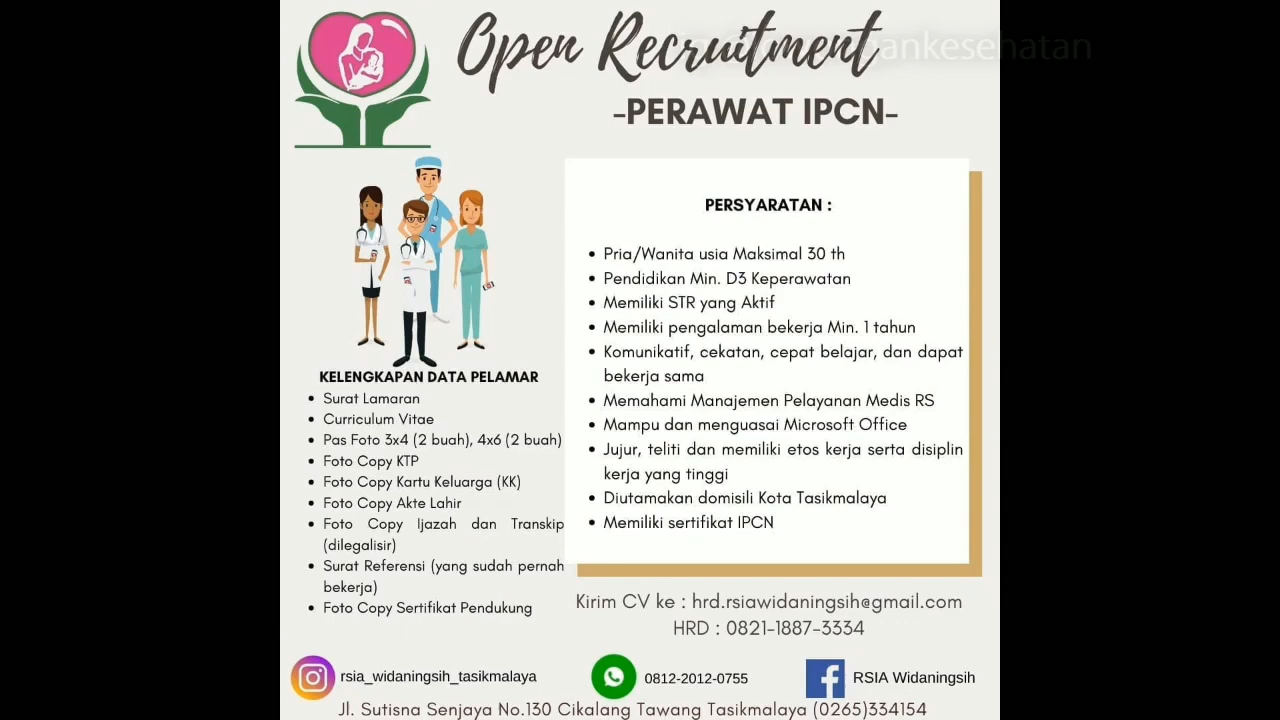 Open Recruitment
-PERAWAT IPCN-
PERSYARATAN :
• Pria/Wanita usia Maksimal 30 th
• Pendidikan Min. D3 Keperawatan
• Memiliki STR yang Aktif
• Memiliki pengalaman bekerja Min. 1 tahun
• Komunikatif, cekatan, cepat belajar, dan dapat
bekerja sama
• Memahami Manajemen Pelayanan Medis RS
• Mampu dan menguasai Microsoft Office
• Jujur, teliti dan memiliki etos kerja serta disiplin
kerja yang tinggi
• Diutamakan domisili Kota Tasikmalaya
• Memiliki sertifikat IPCN
KELENGKAPAN DATA PELAMAR
• Surat Lamaran
• Curriculum Vitae
• Pas Foto 3x4 (2 buah), 4x6 (2 buah)
• Foto Copy KTP
• Foto Copy Kartu Keluarga (KK)
• Foto Copy Akte Lahir
• Foto Copy Ijazah dan Transkip
(dilegalisir)
• Surat Referensi (yang sudah pernah
bekerja)
• Foto Copy Sertifikat Pendukung
Kirim CV ke : hrd.rsiawidaningsih@gmail.com
HRD : 0821-1887-3334
rsia_widaningsih_tasikmalaya
0812-2012-0755
RSIA Widaningsih
Jl. Sutisna Senjaya No.130 Cikalang Tawang Tasikmalaya (0265)334154